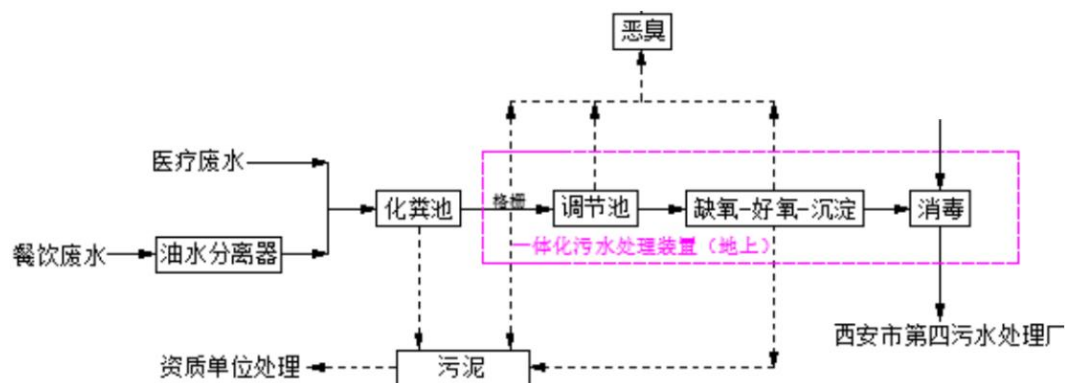 恶臭
医疗废水
化粪池
格栅
调节池
缺氧-好氧-沉淀
消毒
餐饮废水
油水分离器
一体化污水处理装置（地上）
西安市第四污水处理厂
资质单位处理
污泥